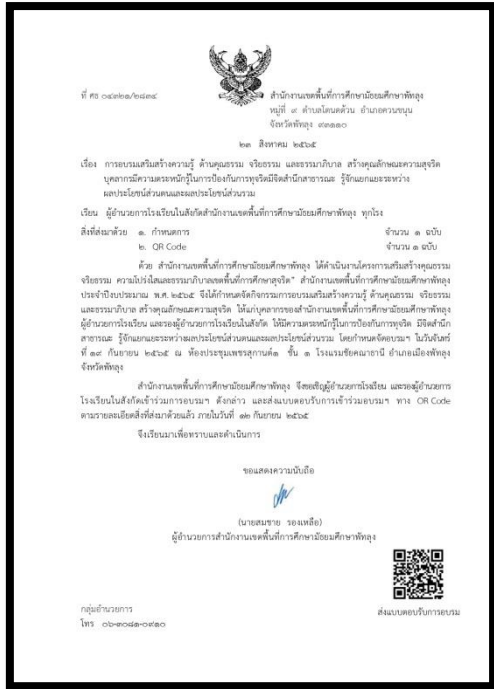 ที่ ศธ ๐๔๓๒๑/๒๘๓๔ สำนักงานเขตพื้นที่การศึกษามัธยมศึกษาพัทลุง
หมู่ที่ ๙ ตำบลโตนดด้วน อำเภอควนขนุน
จังหวัดพัทลุง ๙๓๑๑๐
๒๓ สิงหาคม ๒๕๖๕
เรื่อง การอบรมเสริมสร้างความรู้ ด้านคุณธรรม จริยธรรม และธรรมาภิบาล สร้างคุณลักษณะความสุจริต
บุคลากรมีความตระหนักรู้ในการป้องกันการทุจริตมีจิตสำนึกสาธารณะ รู้จักแยกแยะระหว่าง
ผลประโยชน์ส่วนตนและผลประโยชน์ส่วนรวม
เรียน ผู้อำนวยการโรงเรียนในสังกัดสำนักงานเขตพื้นที่การศึกษามัธยมศึกษาพัทลุง ทุกโรง
สิ่งที่ส่งมาด้วย ๑. กำหนดการ จำนวน ๑ ฉบับ
๒. QR Code จำนวน ๑ ฉบับ
ด้วย สำนักงานเขตพื้นที่การศึกษามัธยมศึกษาพัทลุง ได้ดำเนินงานโครงการเสริมสร้างคุณธรรม
จริยธรรม ความโปร่งใสและธรรมาภิบาลเขตพื้นที่การศึกษาสุจริต" สำนักงานเขตพื้นที่การศึกษามัธยมศึกษาพัทลุง
ประจำปีงบประมาณ พ.ศ. ๒๕๖๕ จึงได้กำหนดจัดกิจกรรมการอบรมเสริมสร้างความรู้ ด้านคุณธรรม จริยธรรม
และธรรมาภิบาล สร้างคุณลักษณะความสุจริต ให้แก่บุคลากรของสำนักงานเขตพื้นที่การศึกษามัธยมศึกษาพัทลุง
ผู้อำนวยการโรงเรียน และรองผู้อำนวยการโรงเรียนในสังกัด ให้มีความตระหนักรู้ในการป้องกันการทุจริต มีจิตสำนึก
สาธารณะ รู้จักแยกแยะระหว่างผลประโยชน์ส่วนตนและผลประโยชน์ส่วนรวม โดยกำหนดจัดอบรมฯ ในวันจันทร์
ที่ ๑๙ กันยายน ๒๕๖๕ ณ ห้องประชุมเพชรสุกานต์๑ ชั้น ๑ โรงแรมชัยคณาธานี อำเภอเมืองพัทลุง
จังหวัดพัทลุง
สำนักงานเขตพื้นที่การศึกษามัธยมศึกษาพัทลุง จึงขอเชิญผู้อำนวยการโรงเรียน และรองผู้อำนวยการ
โรงเรียนในสังกัดเข้าร่วมการอบรมฯ ดังกล่าว และส่งแบบตอบรับการเข้าร่วมอบรมฯ ทาง QR Code
ตามรายละเอียดสิ่งที่ส่งมาด้วยแล้ว ภายในวันที่ ๑๒ กันยายน ๒๕๖๕
จึงเรียนมาเพื่อทราบและดำเนินการ
ขอแสดงความนับถือ
(นายสมชาย รองเหลือ)
ผู้อำนวยการสำนักงานเขตพื้นที่การศึกษามัธยมศึกษาพัทลุง
กลุ่มอำนวยการ
ส่งแบบตอบรับการอบรม
โทร ๐๖-๓๐๘๑-๐๙๑๐